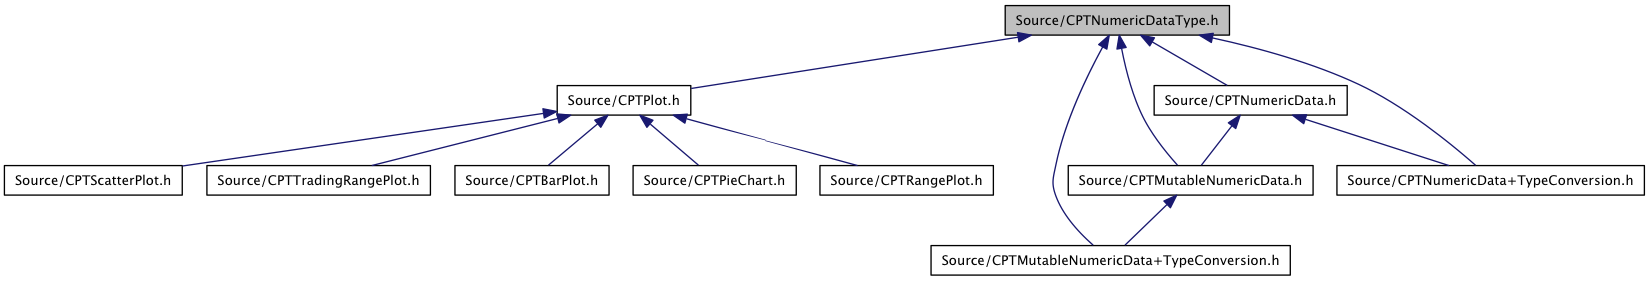 Source/CPTNumericDataType.h
Source/CPTPlot.h
Source/CPTNumericData.h
Source/CPTScatterPlot.h
Source/CPTTradingRangePlot.h
Source/CPTBarPlot.h
Source/CPTPieChart.h
Source/CPTRangePlot.h
Source/CPTMutableNumericData.h
Source/CPTNumericData+TypeConversion.h
Source/CPTMutableNumericData+TypeConversion.h